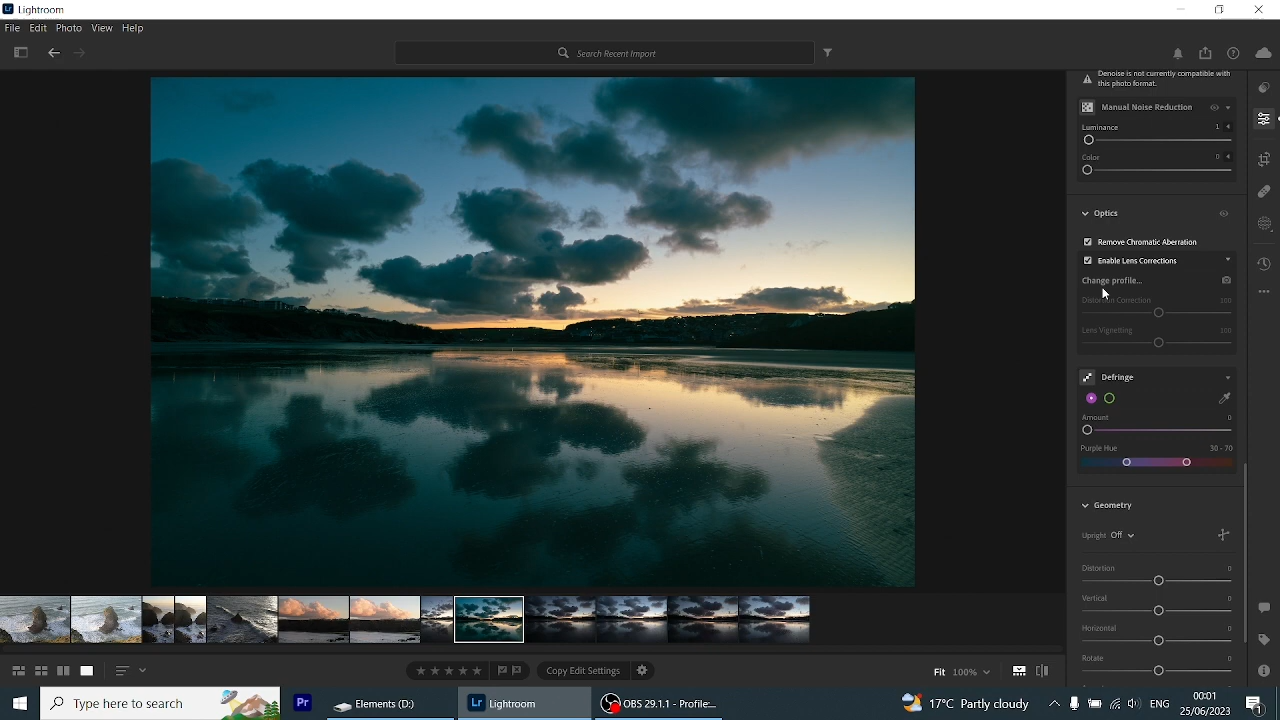 Lr Lightroom
File Edit Photo View Help
Search Recent Import
Denoise is not currently compatible with
this photo format.
Manual Noise Reduction
Luminance 1
Color 0
Optics
Remove Chromatic Aberration
Enable Lens Corrections
Change profile...
Distortion Correction 100
Lens Vignetting 100
Defringe
Amount 0
Purple Hue 30 - 70
Geometry
Upright Off
Distortion 0
Vertical 0
Horizontal 0
Rotate 0
Copy Edit Settings
Fit 100%
Type here to search
Pr
Elements (D:)
Lr Lightroom
OBS 29.1.1 - Profile:...
17°C Partly cloudy
ENG
00:01
25/06/2023
1